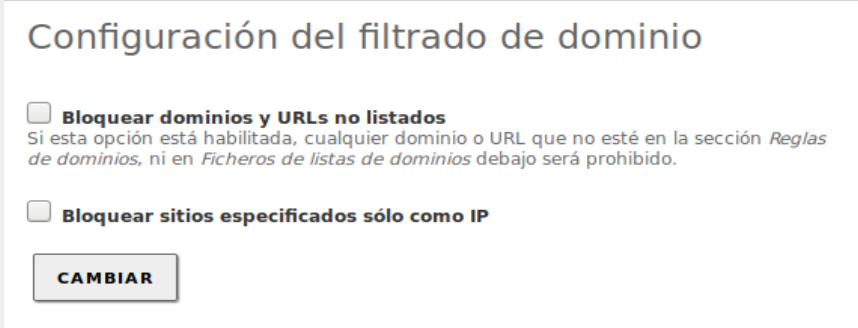 Configuración del filtrado de dominio
Bloquear dominios y URLs no listados
Si esta opción está habilitada, cualquier dominio o URL que no esté en la sección Reglas
de dominios, ni en Ficheros de listas de dominios debajo será prohibido.
Bloquear sitios especificados sólo como IP
CAMBIAR